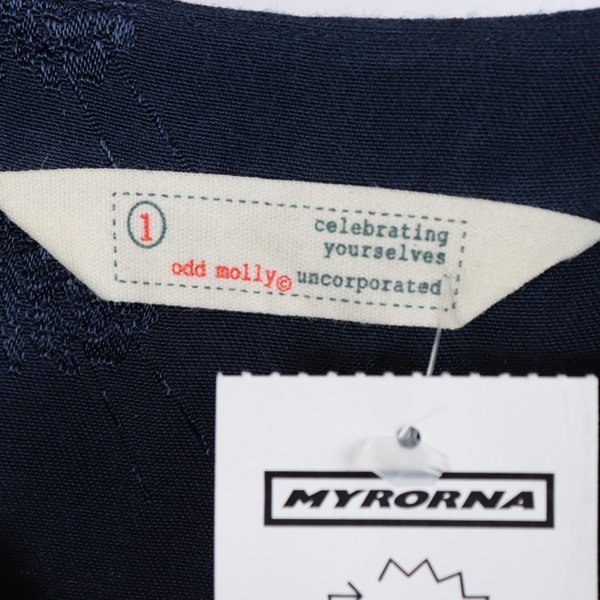 1
celebrating
yourselves
odd molly© uncorporated
MYRORNA